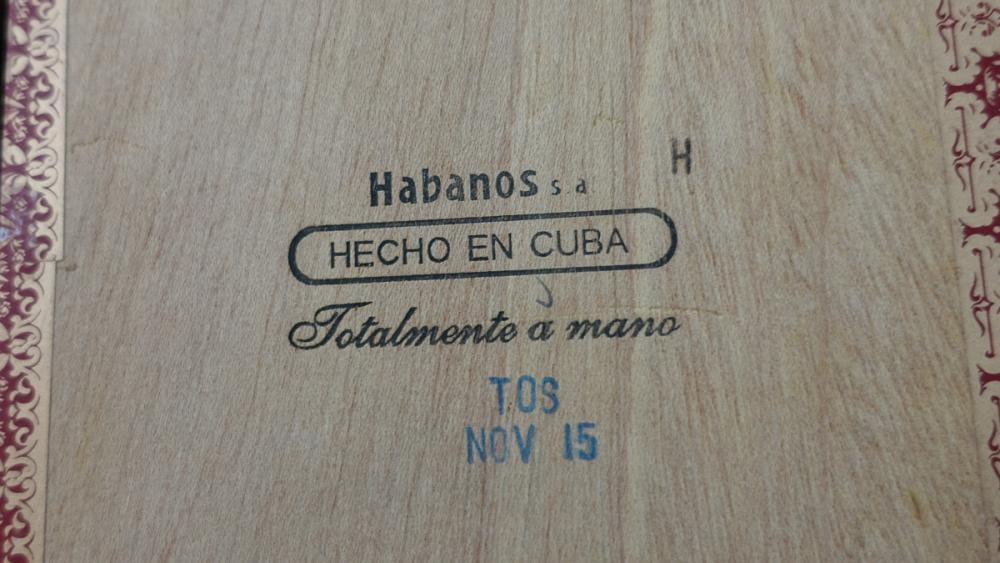 H
Habanos s.a
HECHO EN CUBA
Totalmente a mano
TOS
NOV 15